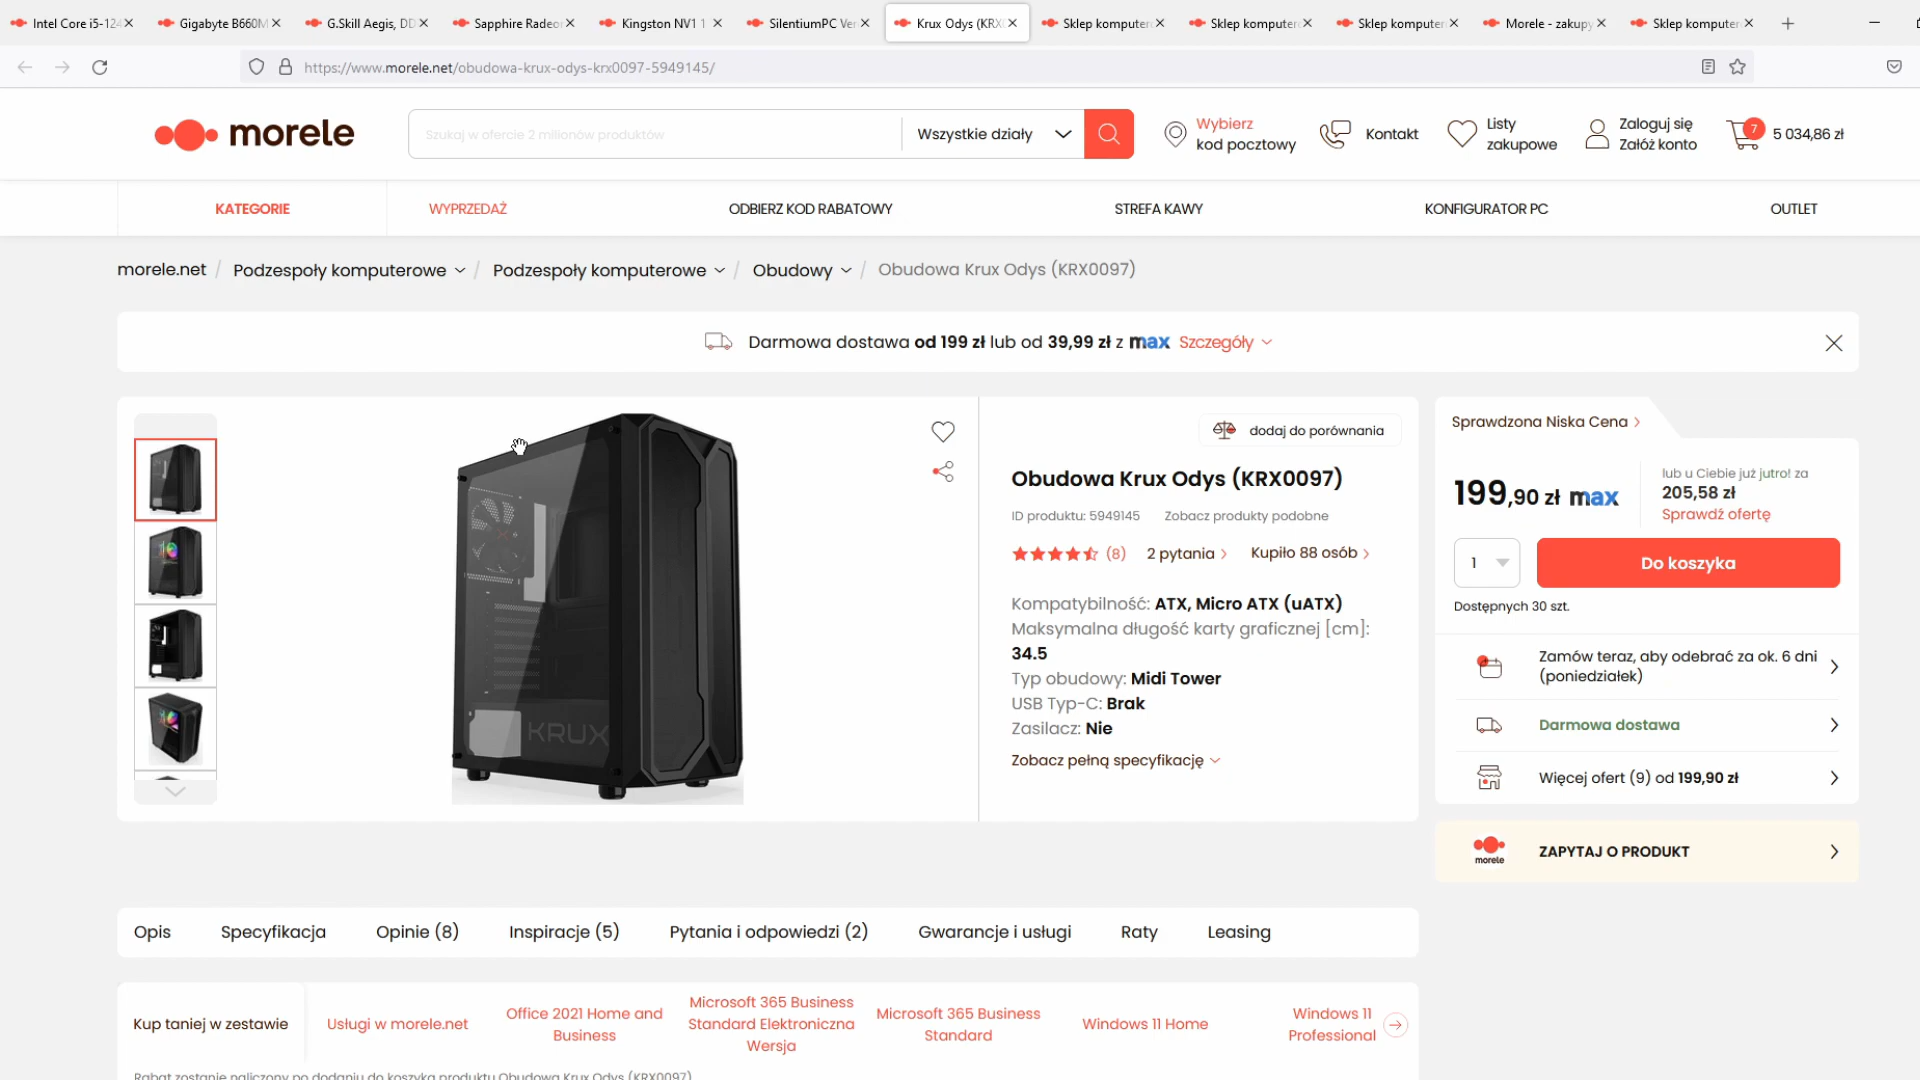 Intel Core i5-124
Gigabyte B660M
G.Skill Aegis, DD
Sapphire Radeon
Kingston NV1 1
SilentiumPC Ver
Krux Odys (KRX
Sklep komputer
Sklep komputer
Sklep komputer
Morele - zakupy
Sklep komputer
https://www.morele.net/obudowa-krux-odys-krx0097-5949145/
morele
Szukaj w ofercie 2 milionów produktów
Wszystkie działy
Wybierz
kod pocztowy
Kontakt
Listy
zakupowe
Zaloguj się
Załóż konto
7
5 034,86 zł
KATEGORIE
WYPRZEDAŻ
ODBIERZ KOD RABATOWY
STREFA KAWY
KONFIGURATOR PC
OUTLET
morele.net / Podzespoły komputerowe / Podzespoły komputerowe / Obudowy / Obudowa Krux Odys (KRX0097)
Darmowa dostawa od 199 zł lub od 39,99 zł z max Szczegóły
KRUX
dodaj do porównania
Obudowa Krux Odys (KRX0097)
ID produktu: 5949145
Zobacz produkty podobne
(8)
2 pytania
Kupiło 88 osób
Kompatybilność: ATX, Micro ATX (uATX)
Maksymalna długość karty graficznej [cm]:
34.5
Typ obudowy: Midi Tower
USB Typ-C: Brak
Zasilacz: Nie
Zobacz pełną specyfikację
Sprawdzona Niska Cena
199,90 zł max
lub u Ciebie już jutro! za
205,58 zł
Sprawdź ofertę
1
Do koszyka
Dostępnych 30 szt.
Zamów teraz, aby odebrać za ok. 6 dni
(poniedziałek)
Darmowa dostawa
Więcej ofert (9) od 199,90 zł
morele
ZAPYTAJ O PRODUKT
Opis
Specyfikacja
Opinie (8)
Inspiracje (5)
Pytania i odpowiedzi (2)
Gwarancje i usługi
Raty
Leasing
Kup taniej w zestawie
Usługi w morele.net
Office 2021 Home and
Business
Microsoft 365 Business
Standard Elektroniczna
Wersja
Microsoft 365 Business
Standard
Windows 11 Home
Windows 11
Professional
Rabat zostanie naliczony po dodaniu do koszyka produktu Obudowa Krux Odys (KRX0097)